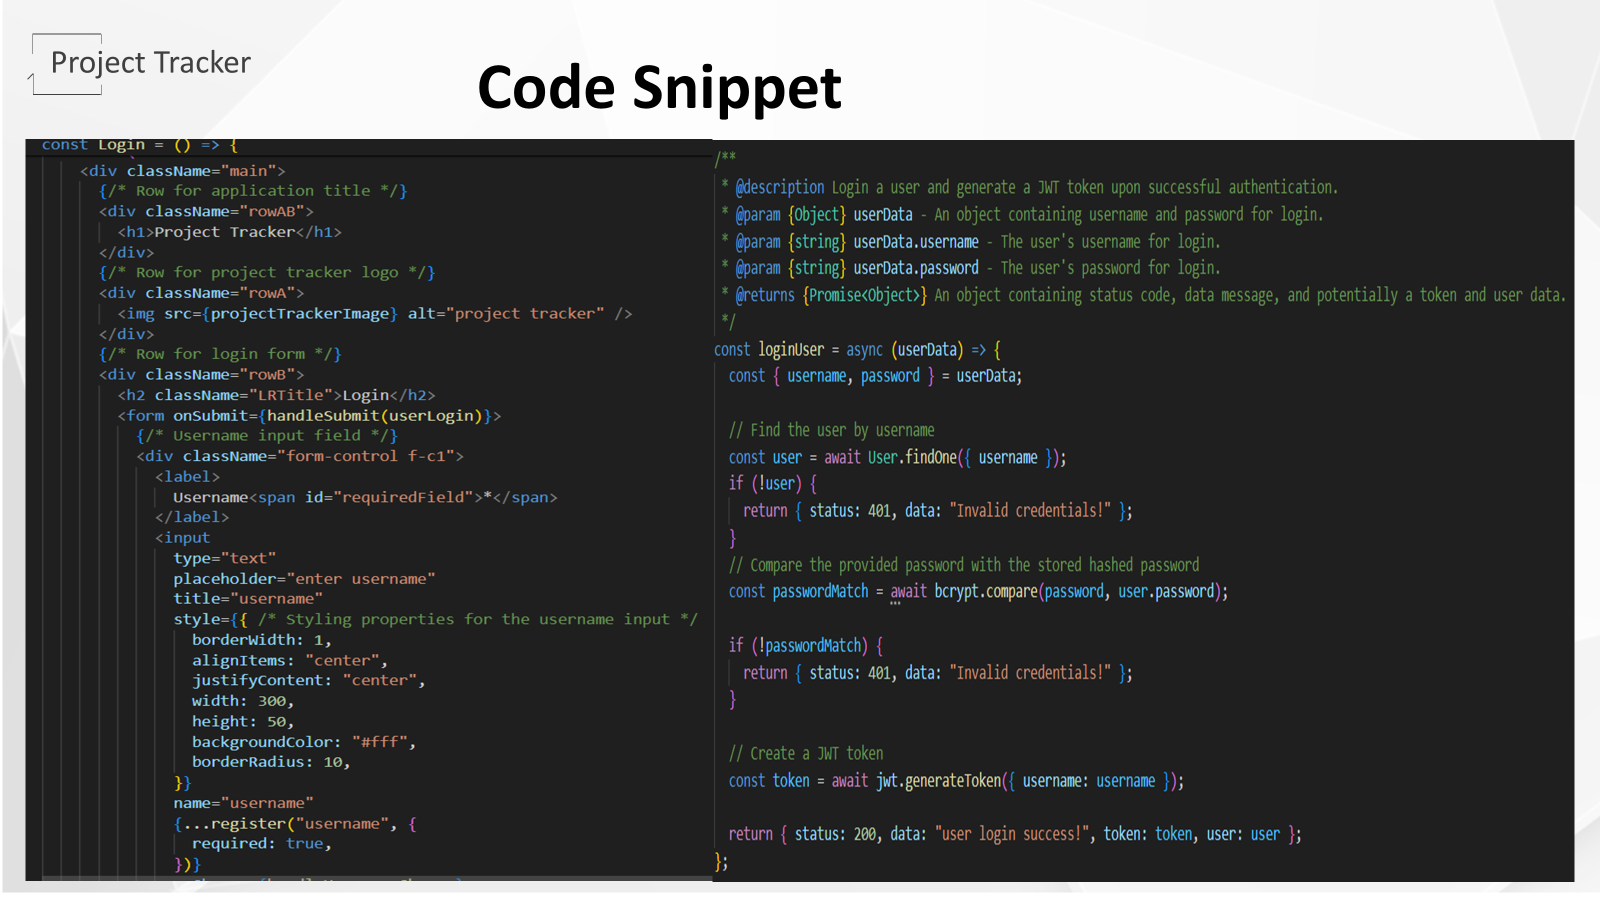 Project Tracker
Code Snippet
const Login = () => {
<div className="main">
{/* Row for application title */}
<div className="rowAB">
<h1>Project Tracker</h1>
</div>
{/* Row for project tracker logo */}
<div className="rowA">
<img src={projectTrackerImage} alt="project tracker" />
</div>
{/* Row for login form */}
<div className="rowB">
<h2 className="LRTitle">Login</h2>
<form onSubmit={handleSubmit(userLogin)}>
{/* Username input field */}
<div className="form-control f-c1">
<label>
Username<span id="requiredField">*</span>
</label>
<input
type="text"
placeholder="enter username"
title="username"
style={{ /* Styling properties for the username input */
borderWidth: 1,
alignItems: "center",
justifyContent: "center",
width: 300,
height: 50,
backgroundColor: "#fff",
borderRadius: 10,
}}
name="username"
{...register("username", {
required: true,
})}
/**
* @description Login a user and generate a JWT token upon successful authentication.
* @param {Object} userData - An object containing username and password for login.
* @param {string} userData.username - The user's username for login.
* @param {string} userData.password - The user's password for login.
* @returns {Promise<Object>} An object containing status code, data message, and potentially a token and user data.
*/
const loginUser = async (userData) => {
const { username, password } = userData;
// Find the user by username
const user = await User.findOne({ username });
if (!user) {
return { status: 401, data: "Invalid credentials!" };
}
// Compare the provided password with the stored hashed password
const passwordMatch = await bcrypt.compare(password, user.password);
if (!passwordMatch) {
return { status: 401, data: "Invalid credentials!" };
}
// Create a JWT token
const token = await jwt.generateToken({ username: username });
return { status: 200, data: "user login success!", token: token, user: user };
};